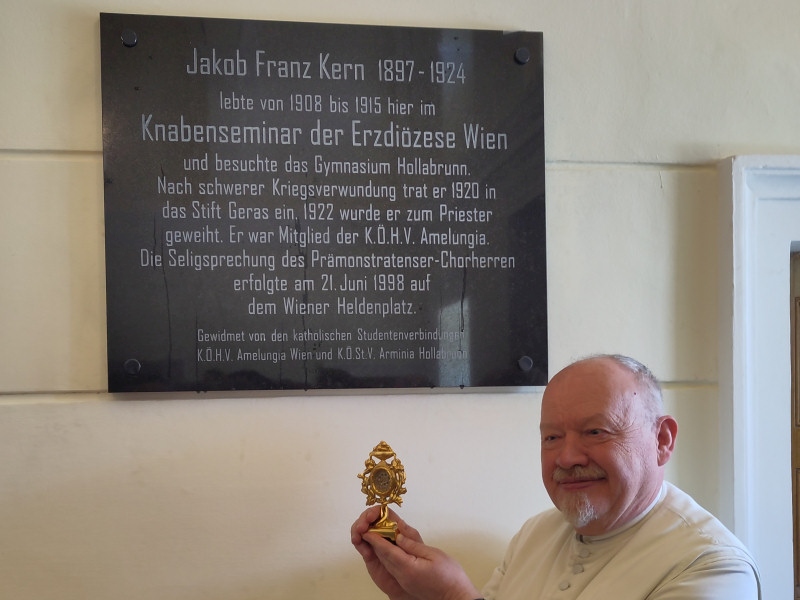 Jakob Franz Kern 1897 - 1924
lebte von 1908 bis 1915 hier im
Knabenseminar der Erzdiözese Wien
und besuchte das Gymnasium Hollabrunn.
Nach schwerer Kriegsverwundung trat er 1920 in
das Stift Geras ein. 1922 wurde er zum Priester
geweiht. Er war Mitglied der K.Ö.H.V. Amelungia.
Die Seligsprechung des Prämonstratenser-Chorherren
erfolgte am 21. Juni 1998 auf
dem Wiener Heldenplatz.
Gewidmet von den katholischen Studentenverbindungen
K.Ö.H.V. Amelungia Wien und K.Ö.St.V. Arminia Hollabrunn